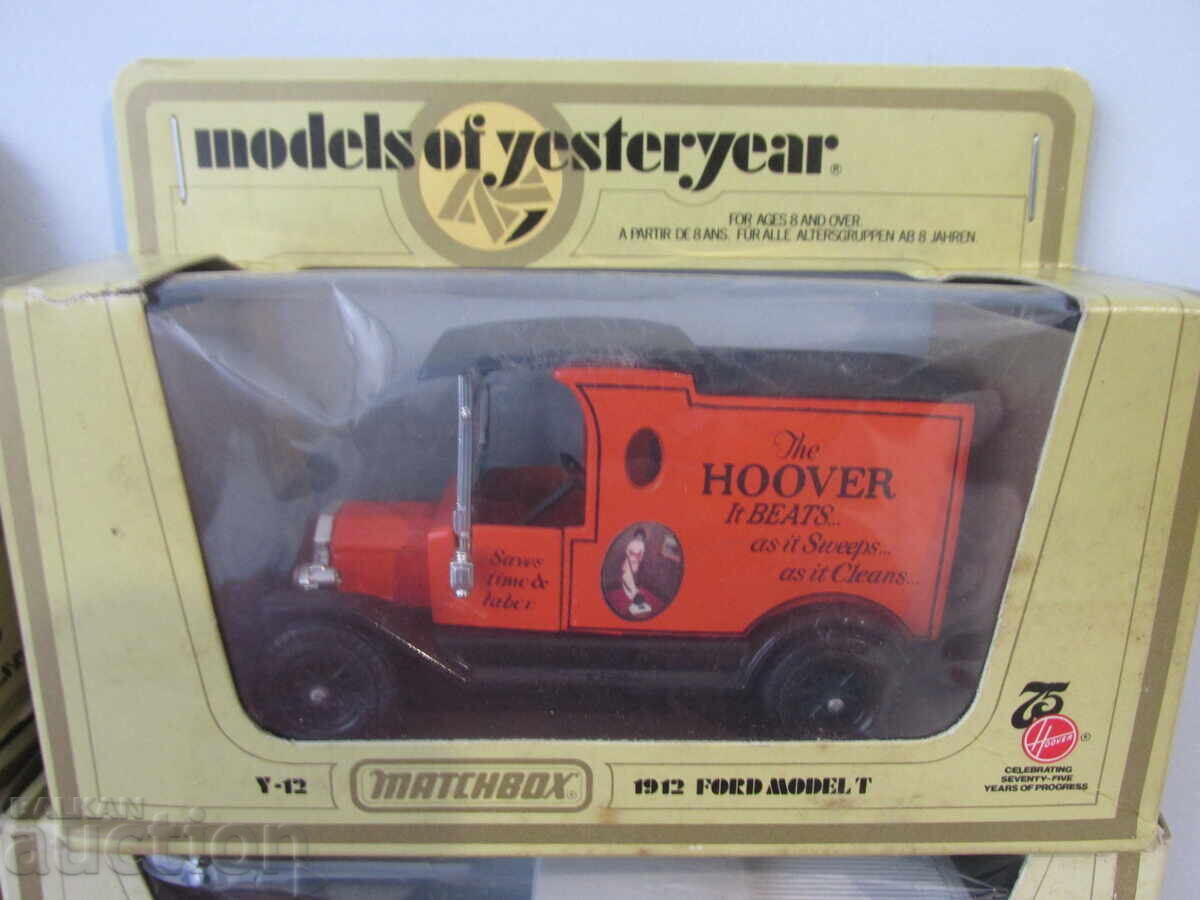 models of yesteryear®
FOR AGES 8 AND OVER
A PARTIR DE 8 ANS. FÜR ALLE ALTERSGRUPPEN AB 8 JAHREN.
The
HOOVER
It BEATS...
as it Sweeps...
as it Cleans...
Saves
time &
labor
75
HOOVER ®
CELEBRATING
SEVENTY-FIVE
YEARS OF PROGRESS
Y-12
MATCHBOX®
1912 FORD MODEL T
BALKAN
auction